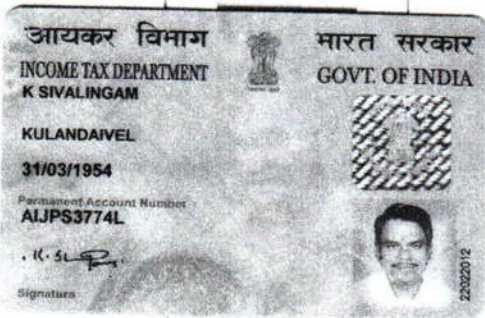 आयकर विभाग
भारत सरकार
INCOME TAX DEPARTMENT
GOVT. OF INDIA
K SIVALINGAM
KULANDAIVEL
31/03/1954
Permanent Account Number
AIJPS3774L
Signature
22022012